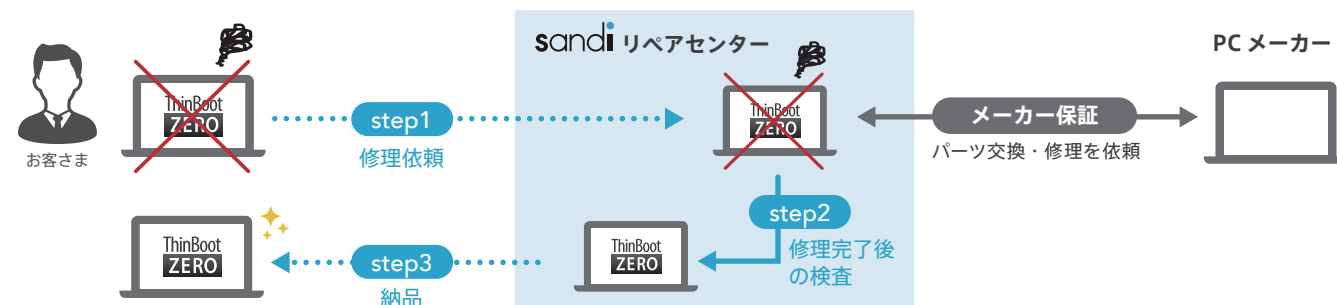 sandi リペアセンター
PC メーカー
ThinBoot
ZERO
お客さま
step1
修理依頼
ThinBoot
ZERO
メーカー保証
パーツ交換・修理を依頼
step2
修理完了後
の検査
ThinBoot
ZERO
step3
納品
ThinBoot
ZERO